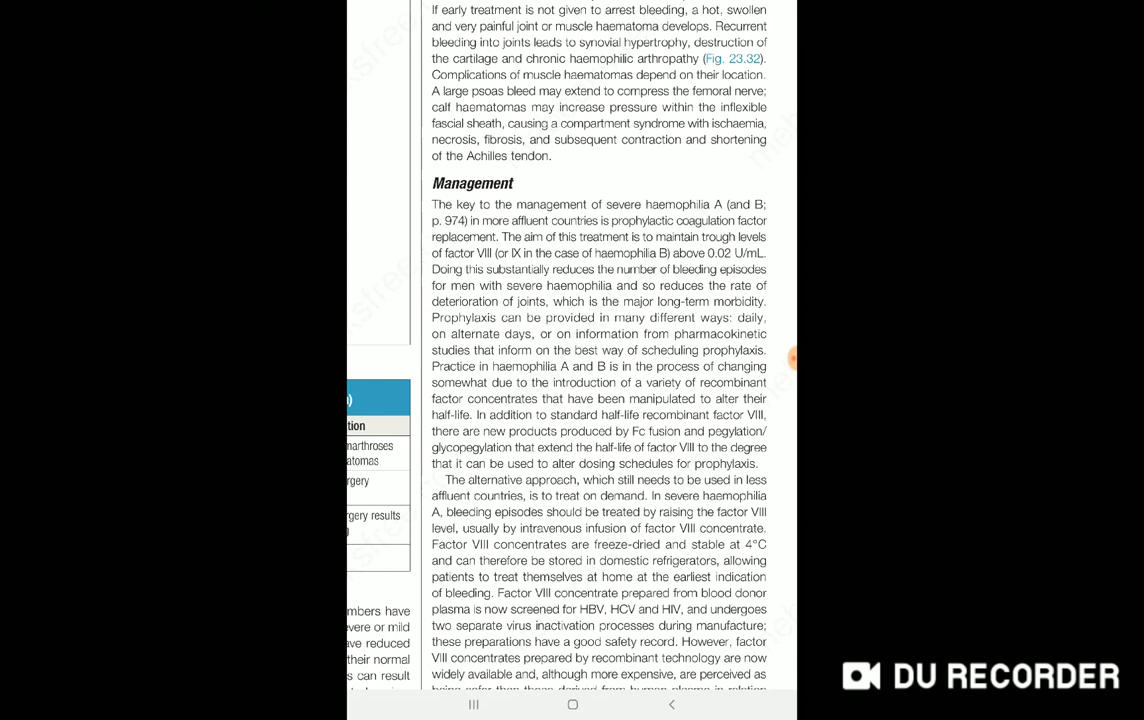 If early treatment is not given to arrest bleeding, a hot, swollen
and very painful joint or muscle haematoma develops. Recurrent
bleeding into joints leads to synovial hypertrophy, destruction of
the cartilage and chronic haemophilic arthropathy (Fig. 23.32).
Complications of muscle haematomas depend on their location.
A large psoas bleed may extend to compress the femoral nerve;
calf haematomas may increase pressure within the inflexible
fascial sheath, causing a compartment syndrome with ischaemia,
necrosis, fibrosis, and subsequent contraction and shortening
of the Achilles tendon.
Management
The key to the management of severe haemophilia A (and B;
p. 974) in more affluent countries is prophylactic coagulation factor
replacement. The aim of this treatment is to maintain trough levels
of factor VIII (or IX in the case of haemophilia B) above 0.02 U/mL.
Doing this substantially reduces the number of bleeding episodes
for men with severe haemophilia and so reduces the rate of
deterioration of joints, which is the major long-term morbidity.
Prophylaxis can be provided in many different ways: daily,
on alternate days, or on information from pharmacokinetic
studies that inform on the best way of scheduling prophylaxis.
Practice in haemophilia A and B is in the process of changing
somewhat due to the introduction of a variety of recombinant
factor concentrates that have been manipulated to alter their
half-life. In addition to standard half-life recombinant factor VIII,
there are new products produced by Fc fusion and pegylation/
glycopegylation that extend the half-life of factor VIII to the degree
that it can be used to alter dosing schedules for prophylaxis.
The alternative approach, which still needs to be used in less
affluent countries, is to treat on demand. In severe haemophilia
A, bleeding episodes should be treated by raising the factor VIII
level, usually by intravenous infusion of factor VIII concentrate.
Factor VIII concentrates are freeze-dried and stable at 4°C
and can therefore be stored in domestic refrigerators, allowing
patients to treat themselves at home at the earliest indication
of bleeding. Factor VIII concentrate prepared from blood donor
plasma is now screened for HBV, HCV and HIV, and undergoes
two separate virus inactivation processes during manufacture;
these preparations have a good safety record. However, factor
VIII concentrates prepared by recombinant technology are now
widely available and, although more expensive, are perceived as
being safer than those derived from human plasma in relation
)
tion
marthroses
atomas
rgery
rgery results
g
mbers have
vere or mild
ave reduced
their normal
s can result
DU RECORDER